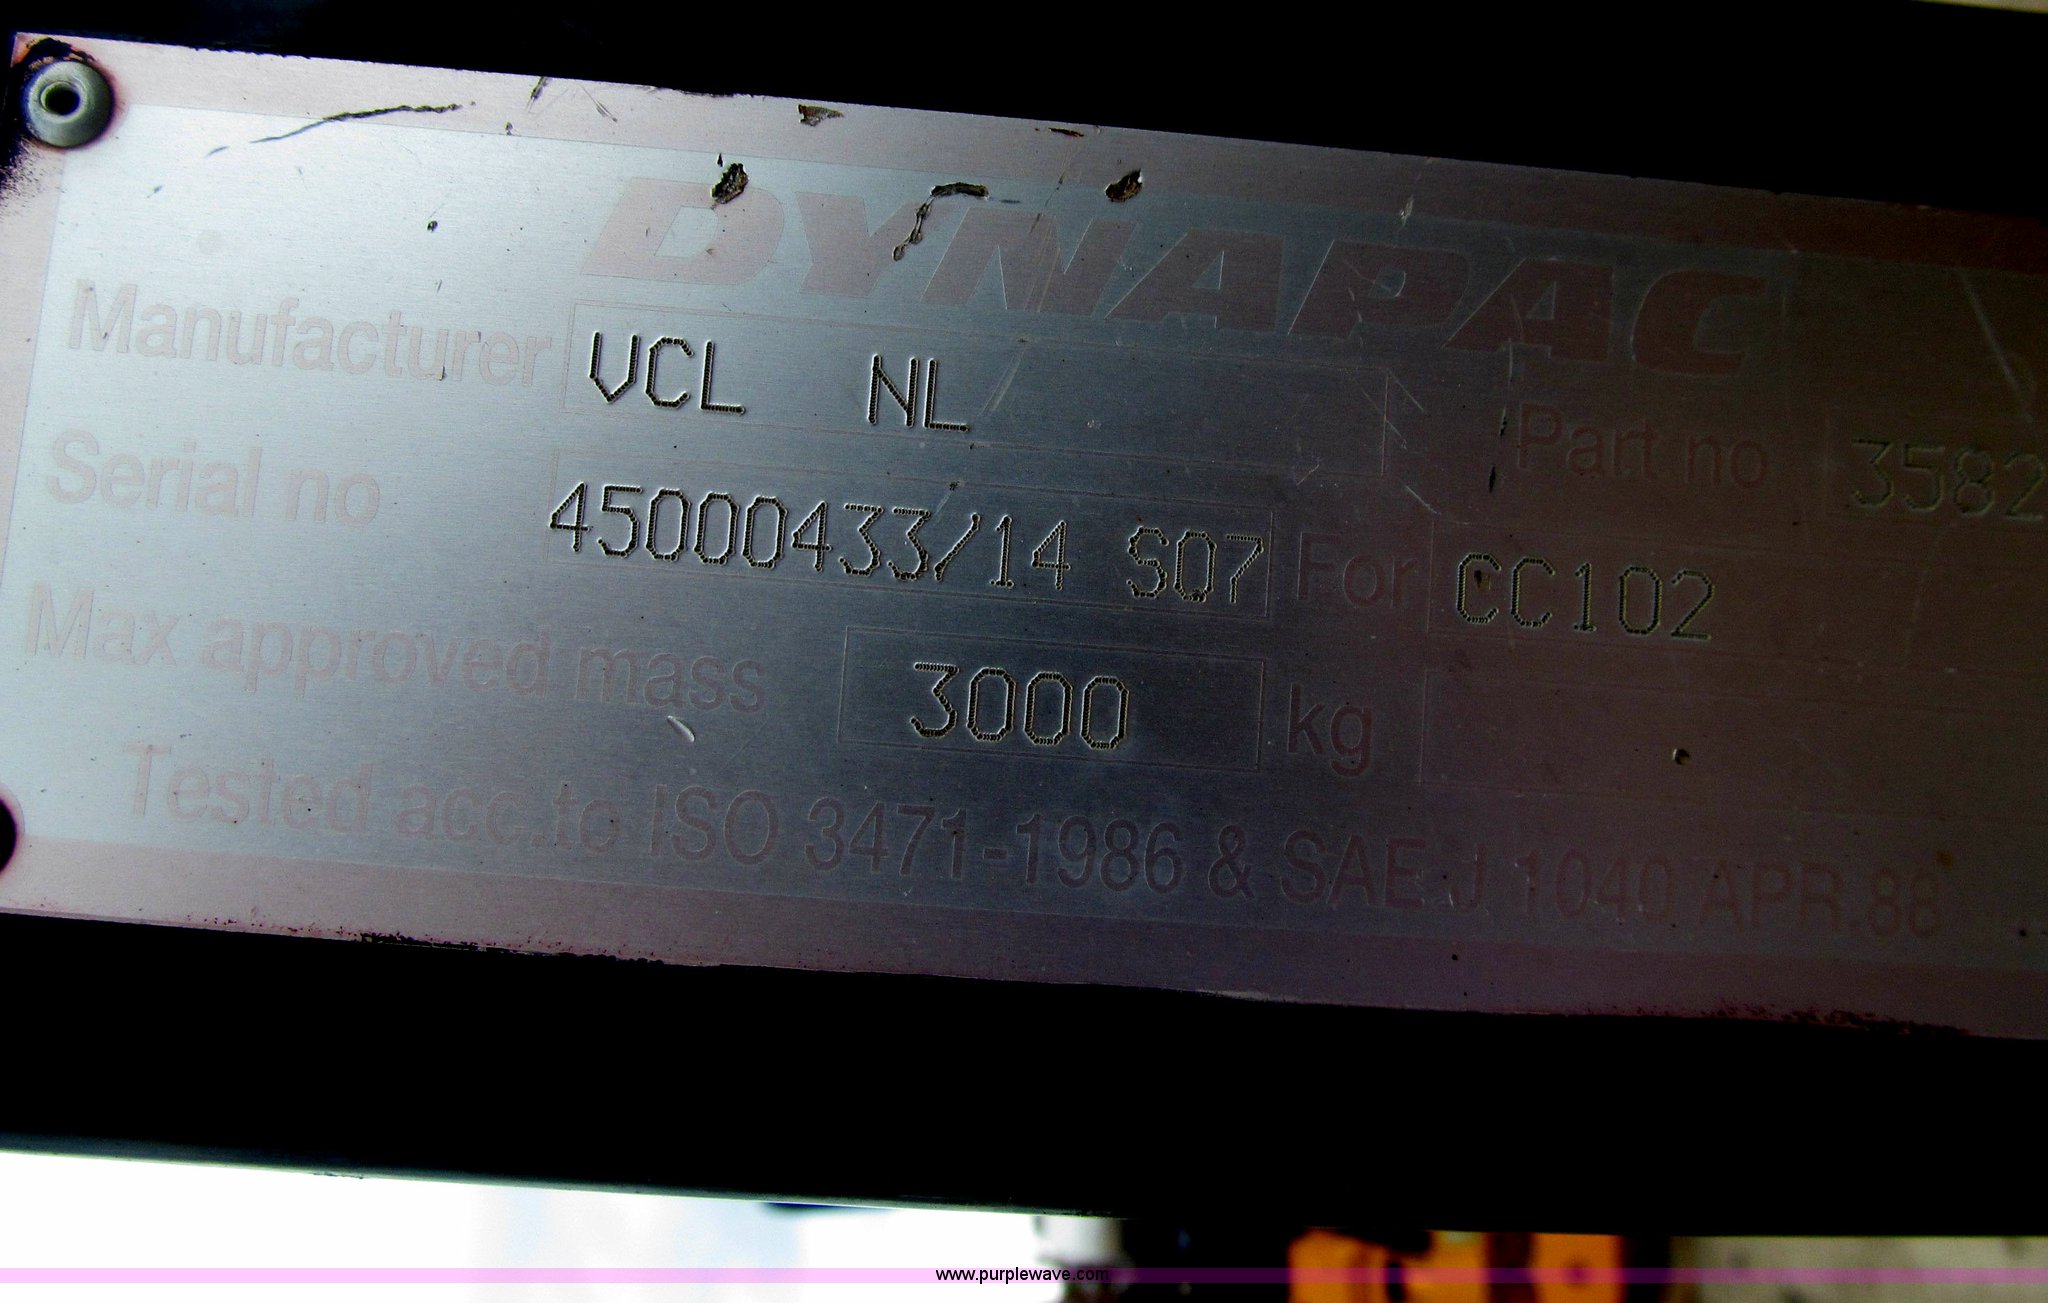 DYNAPAC
Manufacturer VCL NL Part no 3582
Serial no 45000433/14 S07 For CC102
Max approved mass 3000 kg
Tested acc.to ISO 3471-1986 & SAE J 1040 APR.88
www.purplewave.com